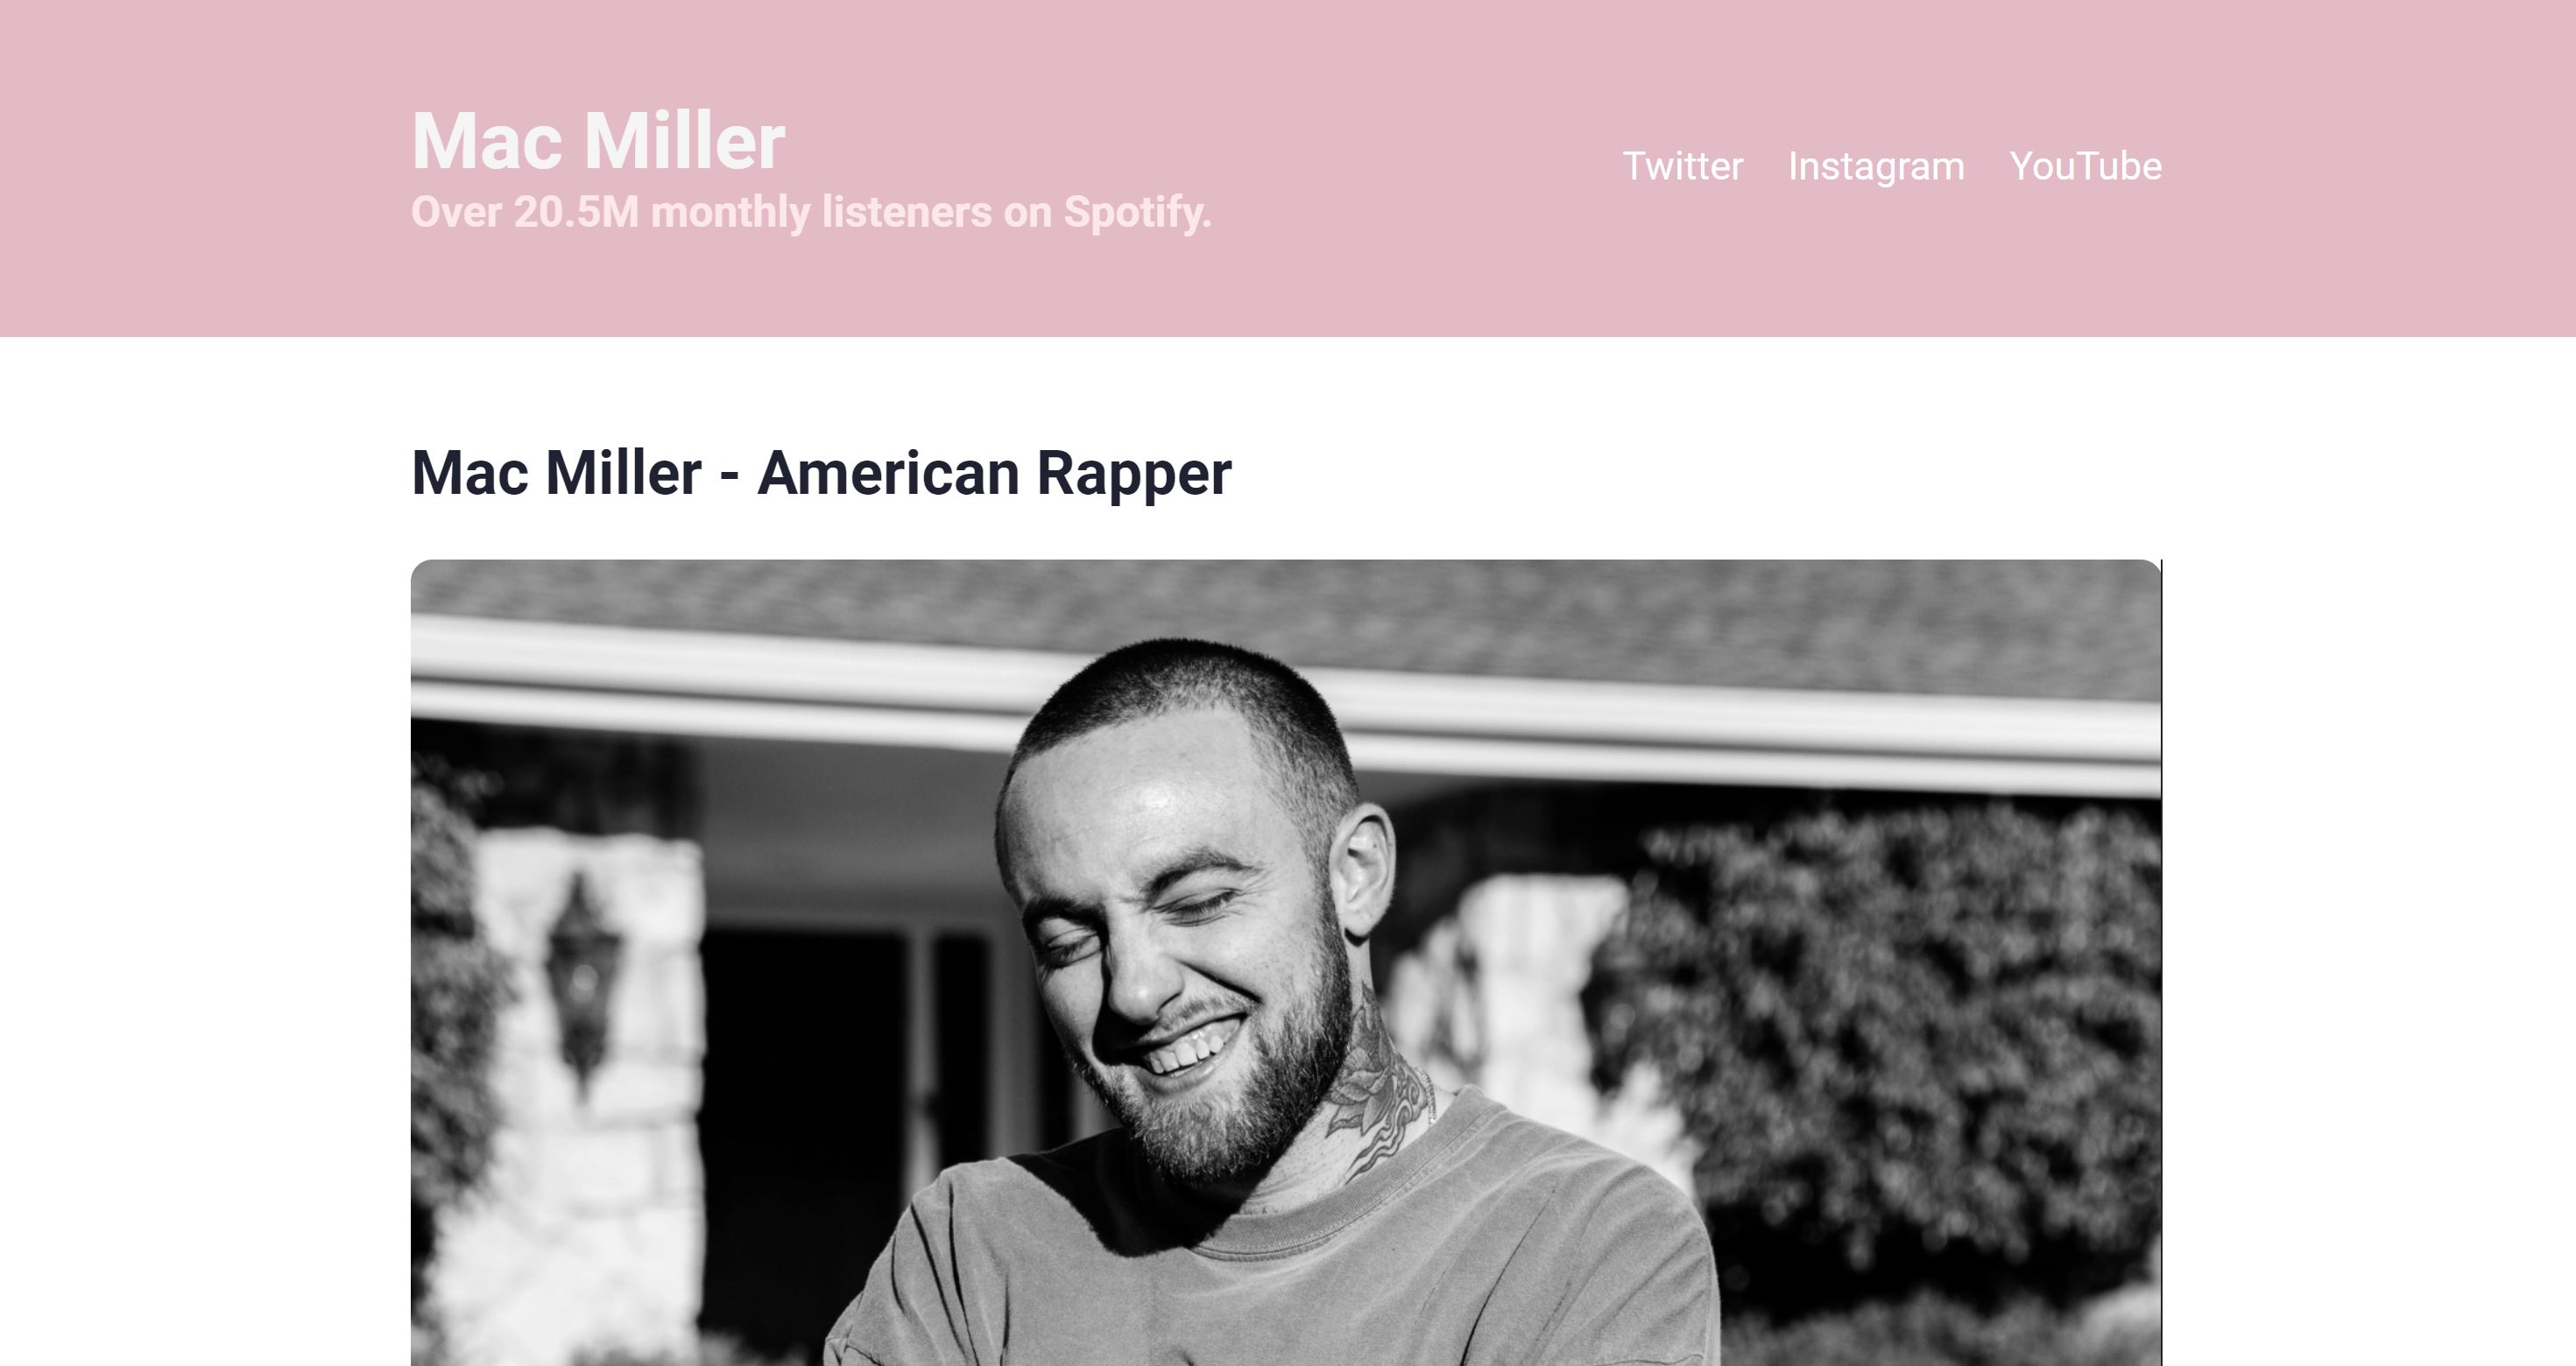 Mac Miller
Over 20.5M monthly listeners on Spotify.
Twitter Instagram YouTube
Mac Miller - American Rapper